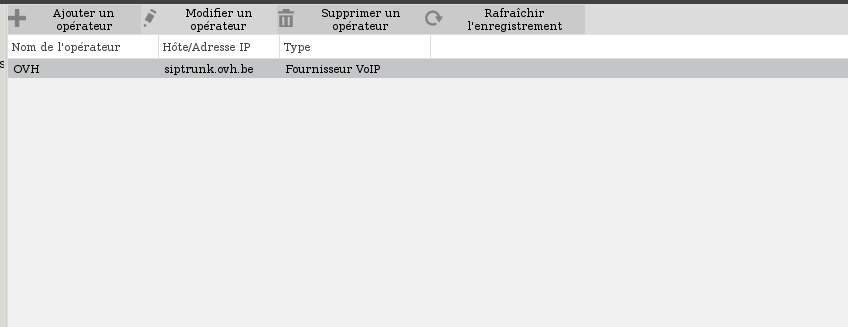 Ajouter un
opérateur
Modifier un
opérateur
Supprimer un
opérateur
Rafraîchir
l'enregistrement
Nom de l'opérateur
Hôte/Adresse IP
Type
s
OVH
siptrunk.ovh.be
Fournisseur VoIP